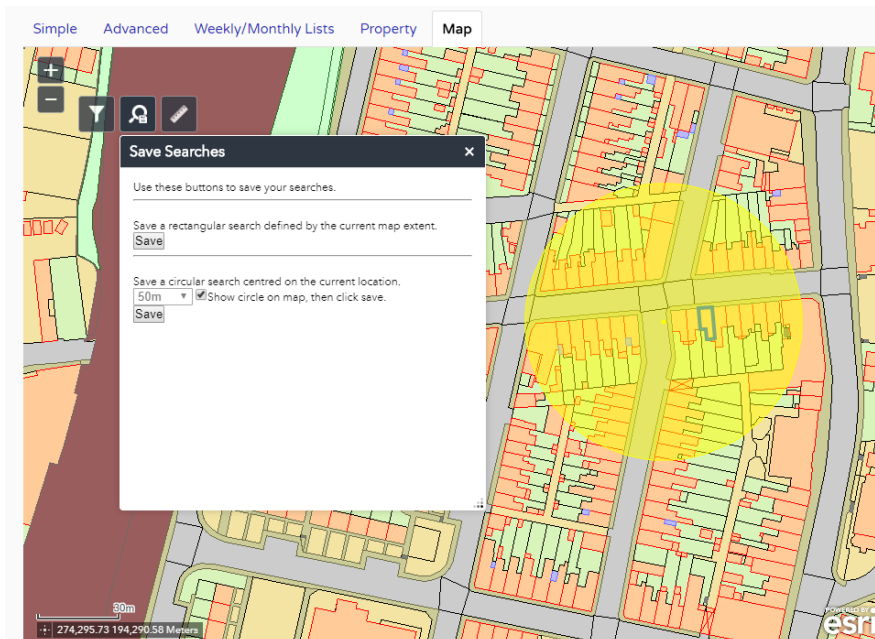 Simple Advanced Weekly/Monthly Lists Property Map
+
−
Save Searches ×
Use these buttons to save your searches.
Save a rectangular search defined by the current map extent.
Save
Save a circular search centred on the current location.
50m ▼ Show circle on map, then click save.
Save
30m
274,295.73 194,290.58 Meters
POWERED BY
esri